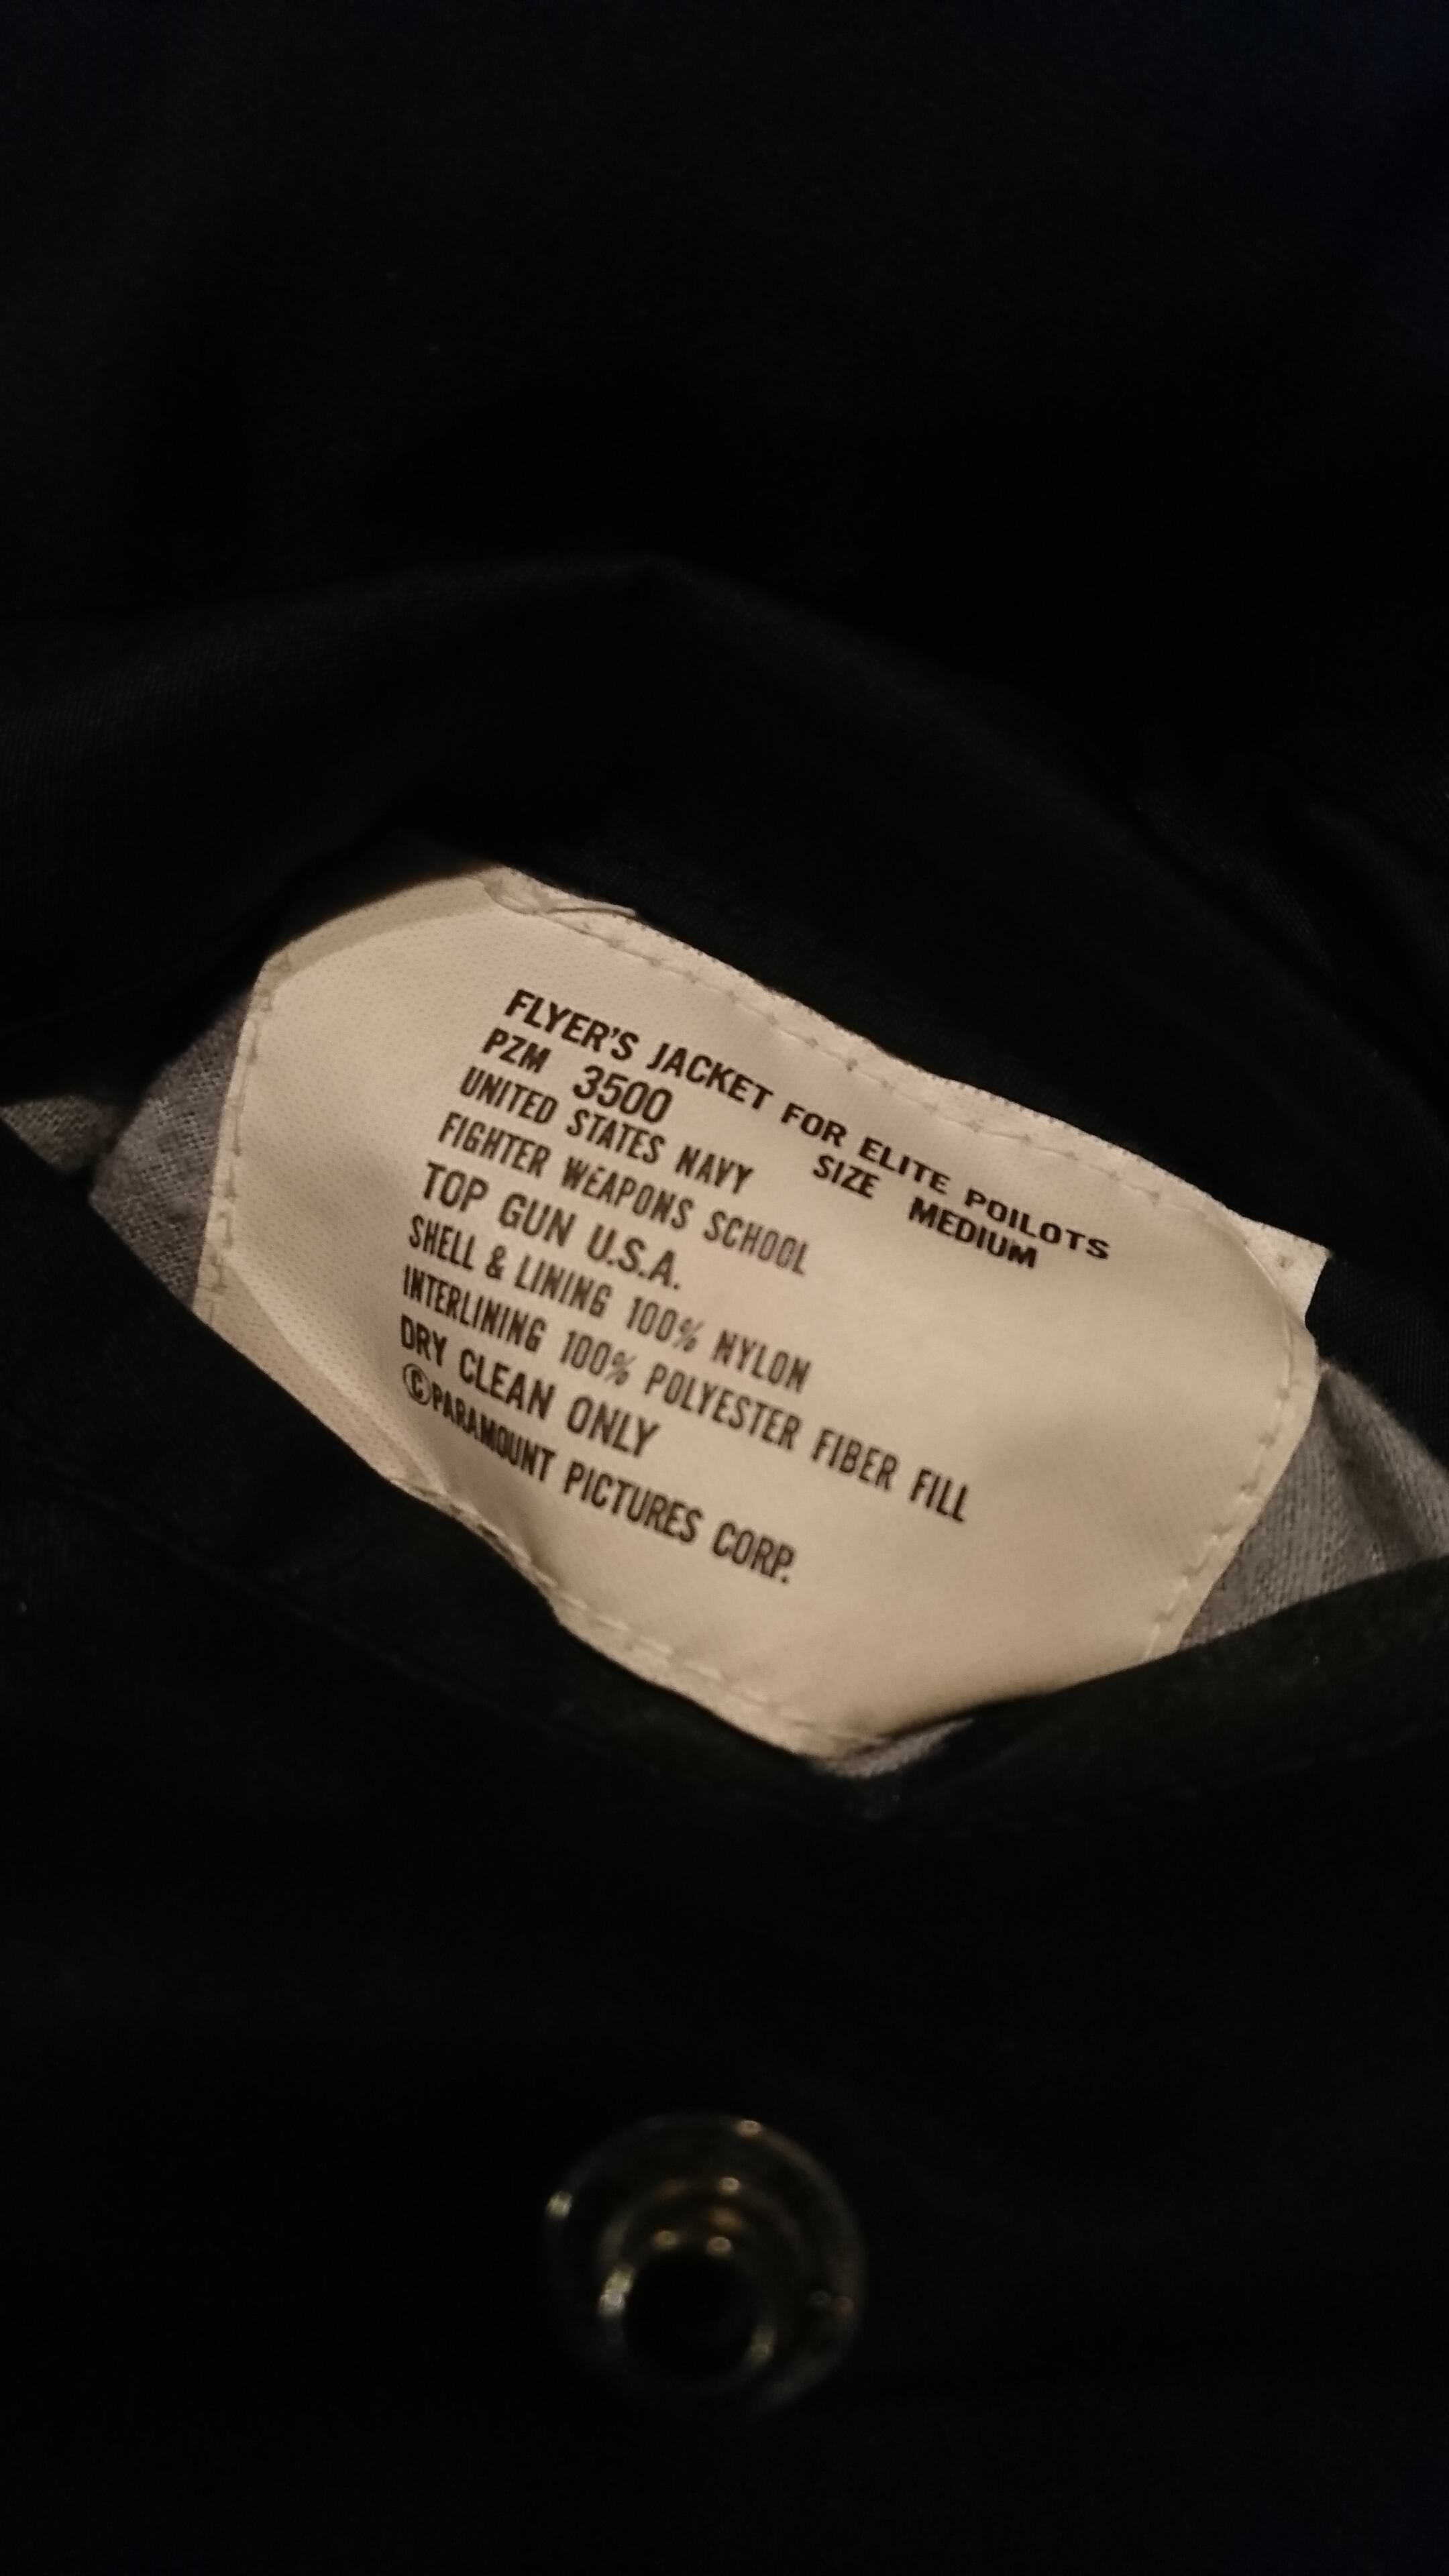 FLYER'S JACKET FOR ELITE POILOTS
PZM 3500 SIZE MEDIUM
UNITED STATES NAVY
FIGHTER WEAPONS SCHOOL
TOP GUN U.S.A.
SHELL & LINING 100% NYLON
INTERLINING 100% POLYESTER FIBER FILL
DRY CLEAN ONLY
©PARAMOUNT PICTURES CORP.